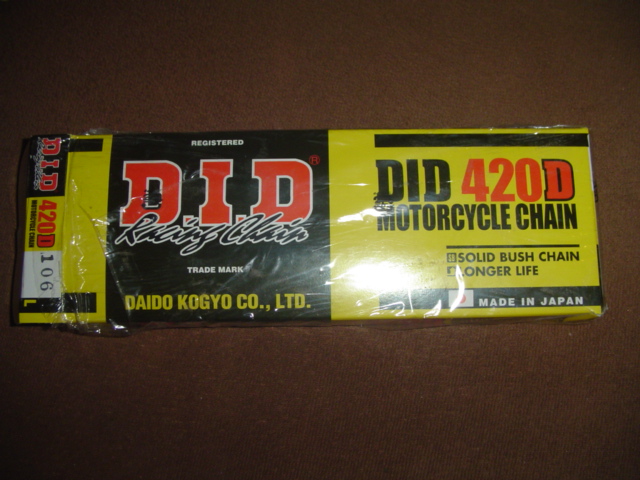 REGISTERED
D.I.D®
Racing Chain
TRADE MARK
DAIDO KOGYO CO., LTD.
DID 420D
MOTORCYCLE CHAIN
SOLID BUSH CHAIN
LONGER LIFE
MADE IN JAPAN
D.I.D
420D
MOTORCYCLE CHAIN
106
L